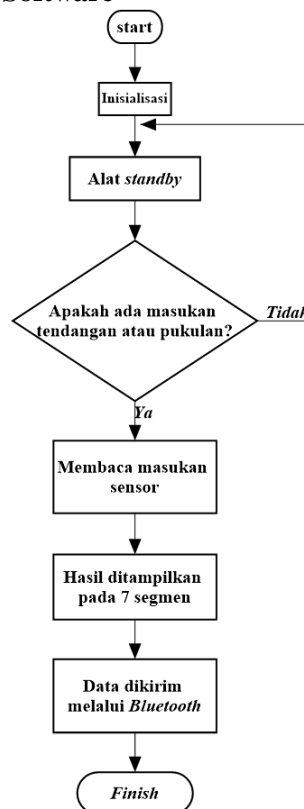 Software
start
Inisialisasi
Alat standby
Apakah ada masukan
tendangan atau pukulan?
Tidak
Ya
Membaca masukan
sensor
Hasil ditampilkan
pada 7 segmen
Data dikirim
melalui Bluetooth
Finish